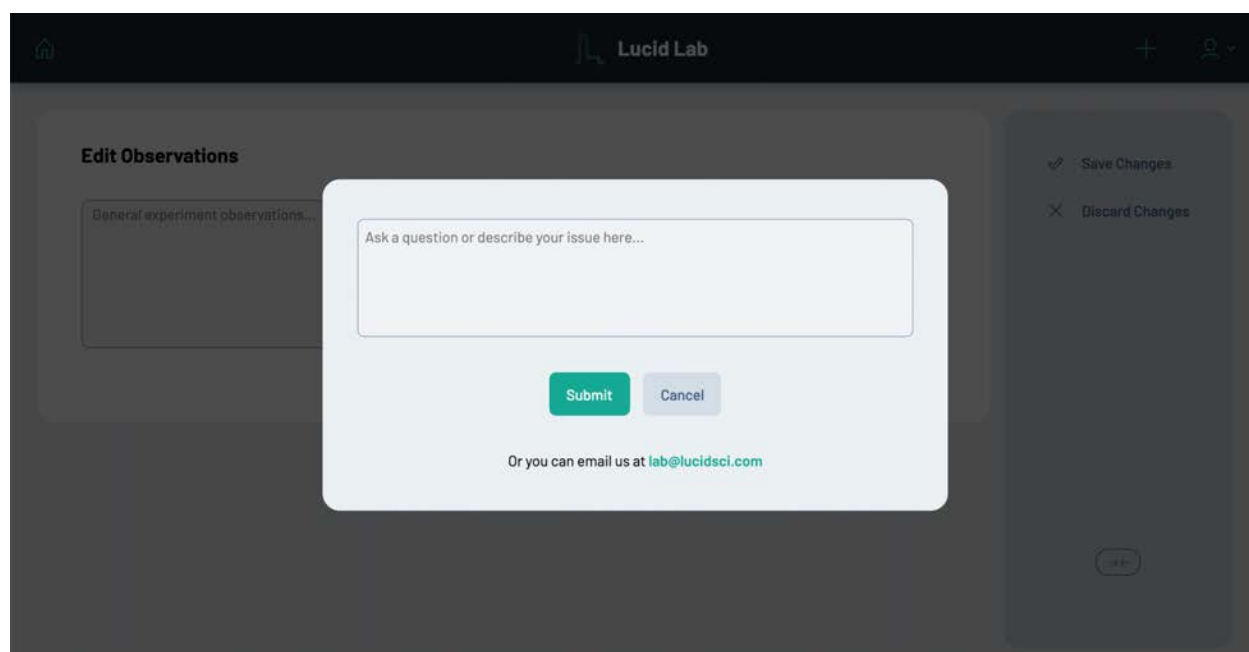 Lucid Lab
Edit Observations
General experiment observations...
Save Changes
Discard Changes
Ask a question or describe your issue here...
Submit
Cancel
Or you can email us at lab@lucidsci.com